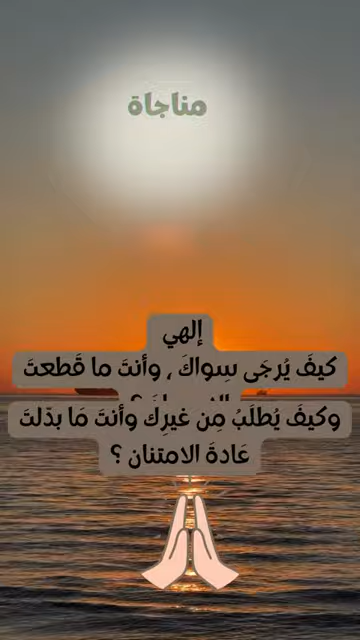 مناجاة
إلهي
كيفَ يُرجَى سِواكَ ، وأنتَ ما قَطعتَ
وكيفَ يُطلَبُ مِن غيرِك وأنتَ مَا بدّلتَ
عَادةَ الامتنان ؟